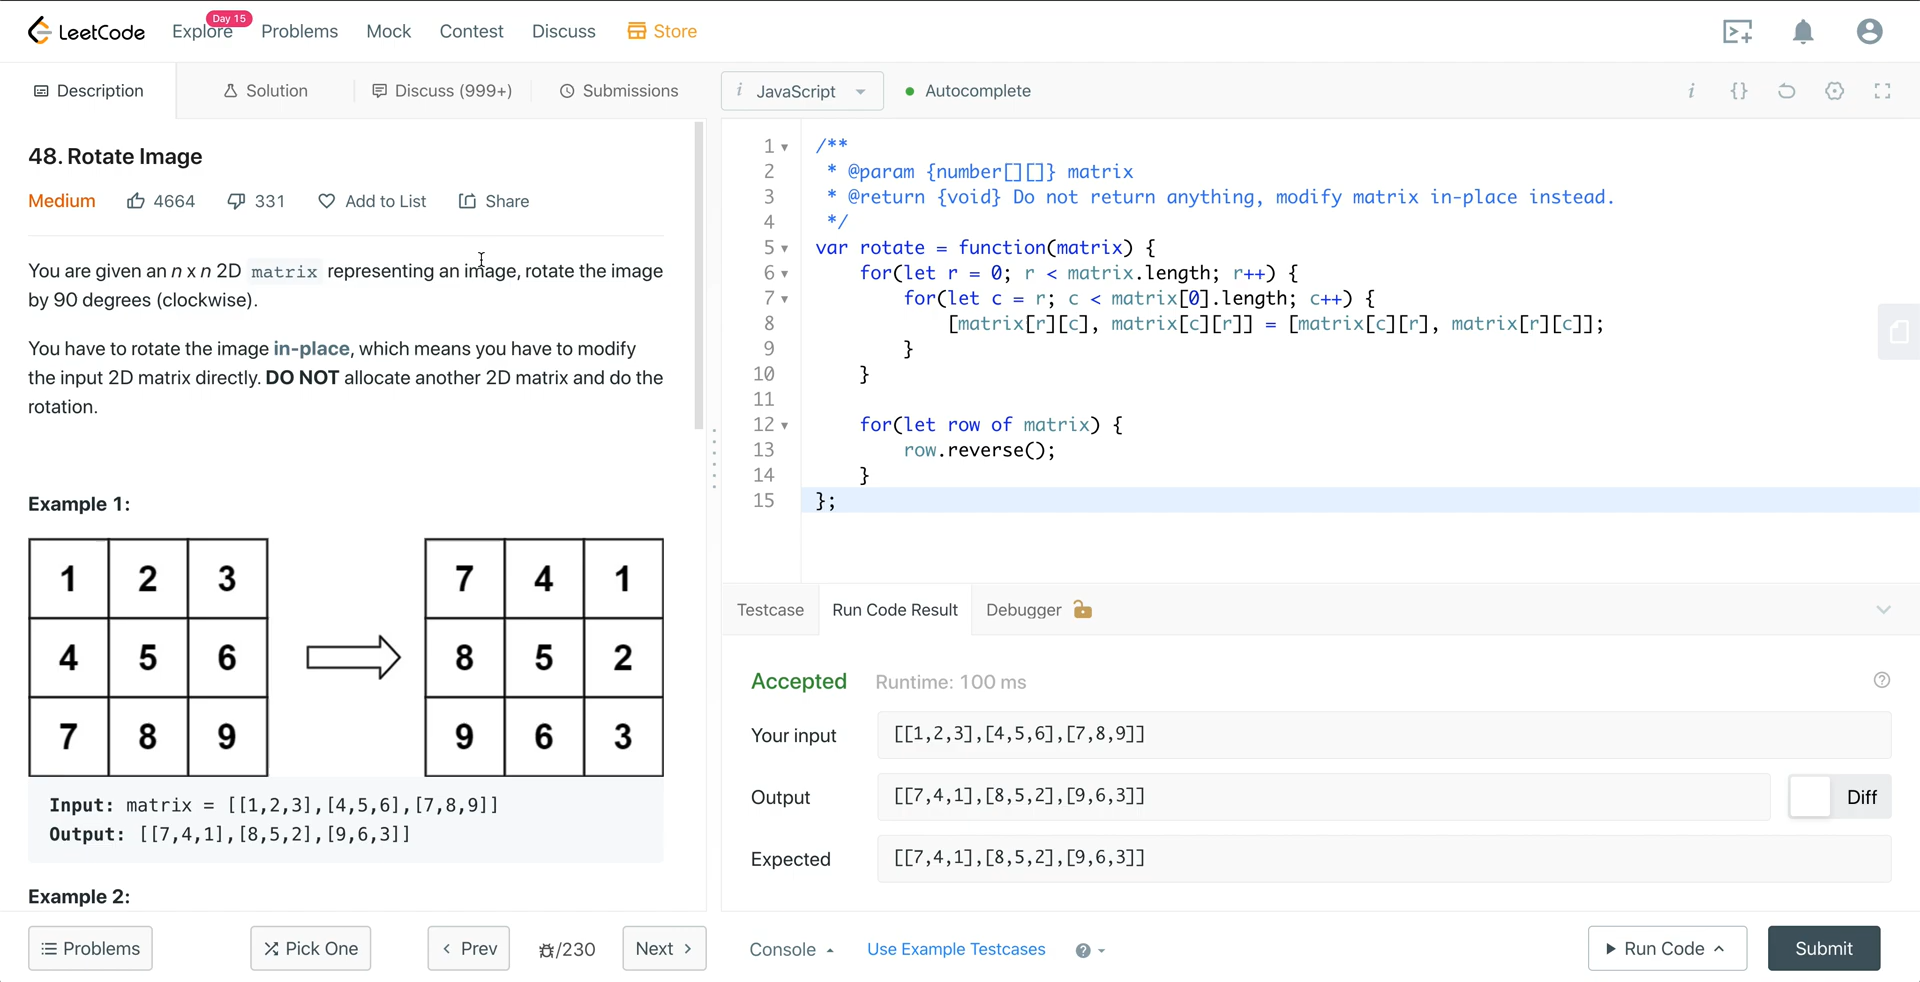 LeetCode
Explore
Day 15
Problems
Mock
Contest
Discuss
Store
Description
Solution
Discuss (999+)
Submissions
48. Rotate Image
Medium
4664
331
Add to List
Share
You are given an n x n 2D matrix representing an image, rotate the image
by 90 degrees (clockwise).
You have to rotate the image in-place, which means you have to modify
the input 2D matrix directly. DO NOT allocate another 2D matrix and do the
rotation.
Example 1:
1 2 3
4 5 6
7 8 9
7 4 1
8 5 2
9 6 3
Input: matrix = [[1,2,3],[4,5,6],[7,8,9]]
Output: [[7,4,1],[8,5,2],[9,6,3]]
Example 2:
Problems
Pick One
Prev
/230
Next
i JavaScript
Autocomplete
i {}
1 /**
2 * @param {number[][]} matrix
3 * @return {void} Do not return anything, modify matrix in-place instead.
4 */
5 var rotate = function(matrix) {
6 for(let r = 0; r < matrix.length; r++) {
7 for(let c = r; c < matrix[0].length; c++) {
8 [matrix[r][c], matrix[c][r]] = [matrix[c][r], matrix[r][c]];
9 }
10 }
11
12 for(let row of matrix) {
13 row.reverse();
14 }
15 };
Testcase
Run Code Result
Debugger
Accepted
Runtime: 100 ms
?
Your input
[[1,2,3],[4,5,6],[7,8,9]]
Output
[[7,4,1],[8,5,2],[9,6,3]]
Diff
Expected
[[7,4,1],[8,5,2],[9,6,3]]
Console
Use Example Testcases
?
Run Code
Submit